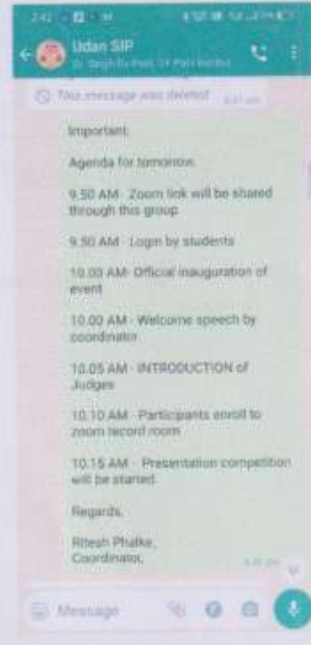 2:42
Udan SIP
This message was deleted
Important:
Agenda for tomorrow.
9.50 AM- Zoom link will be shared
through this group
9.50 AM - Login by students
10.00 AM- Official inauguration of
event
10.00 AM - Welcome speech by
coordinator
10.05 AM - INTRODUCTION of
Judges
10.10 AM - Participants enroll to
zoom record room
10.15 AM - Presentation competition
will be started.
Regards,
Ritesh Phalke,
Coordinator,
Message